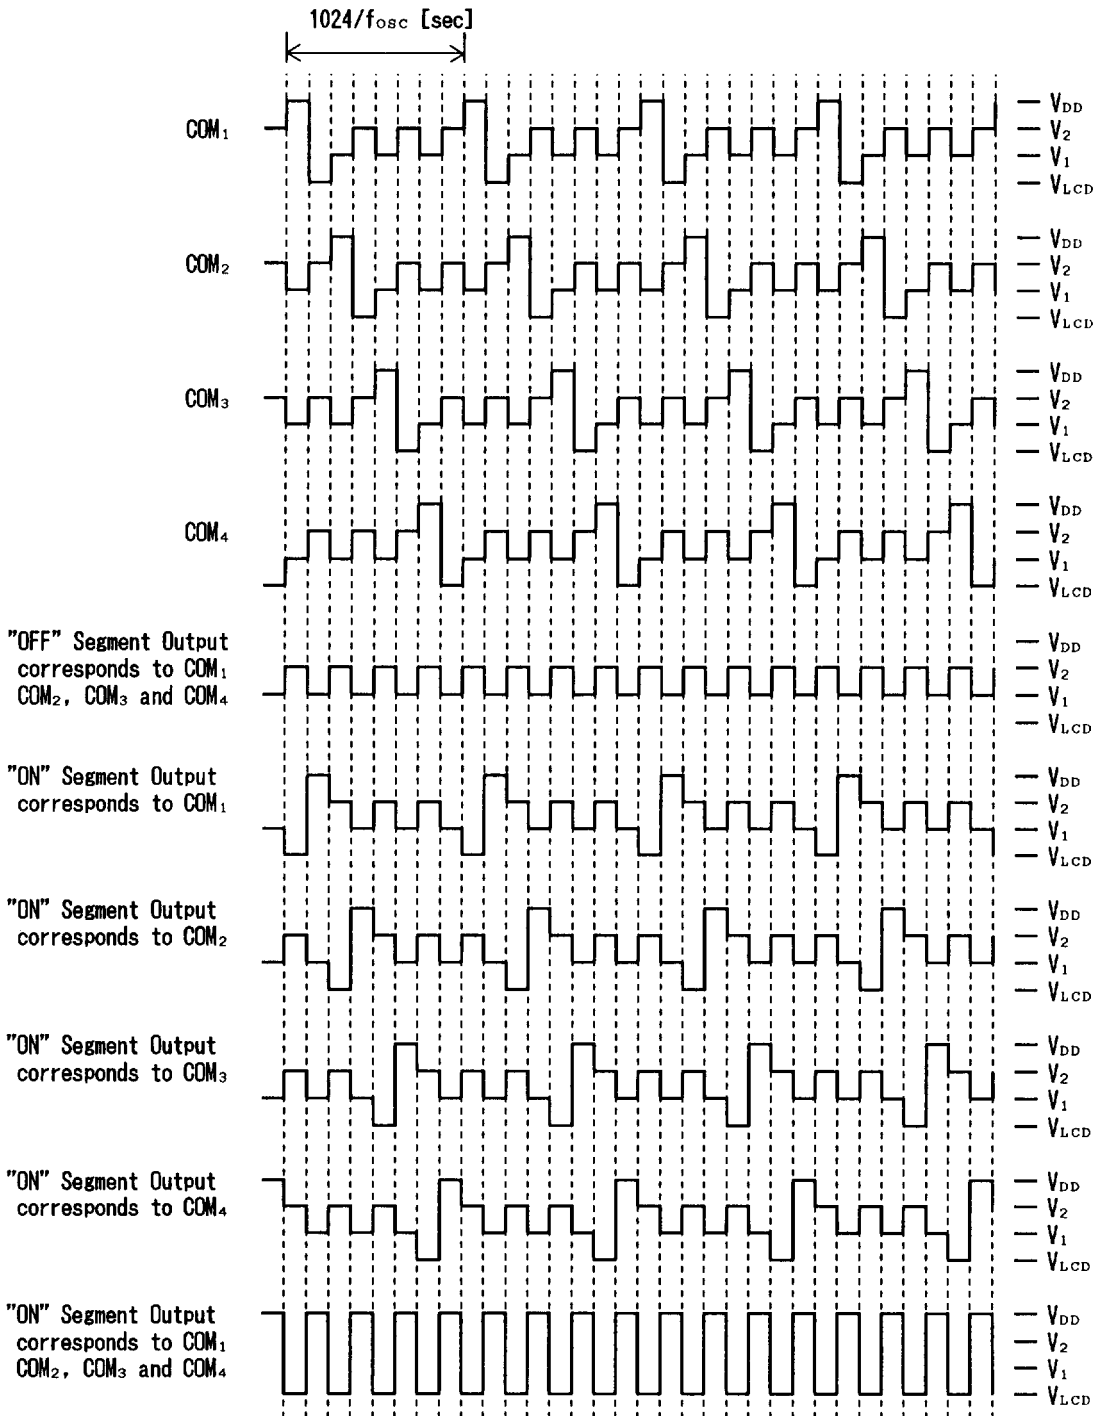 1024/fosc [sec]
COM₁
VDD
V₂
V₁
VLCD
COM₂
VDD
V₂
V₁
VLCD
COM₃
VDD
V₂
V₁
VLCD
COM₄
VDD
V₂
V₁
VLCD
"OFF" Segment Output
corresponds to COM₁
COM₂, COM₃ and COM₄
VDD
V₂
V₁
VLCD
"ON" Segment Output
corresponds to COM₁
VDD
V₂
V₁
VLCD
"ON" Segment Output
corresponds to COM₂
VDD
V₂
V₁
VLCD
"ON" Segment Output
corresponds to COM₃
VDD
V₂
V₁
VLCD
"ON" Segment Output
corresponds to COM₄
VDD
V₂
V₁
VLCD
"ON" Segment Output
corresponds to COM₁
COM₂, COM₃ and COM₄
VDD
V₂
V₁
VLCD